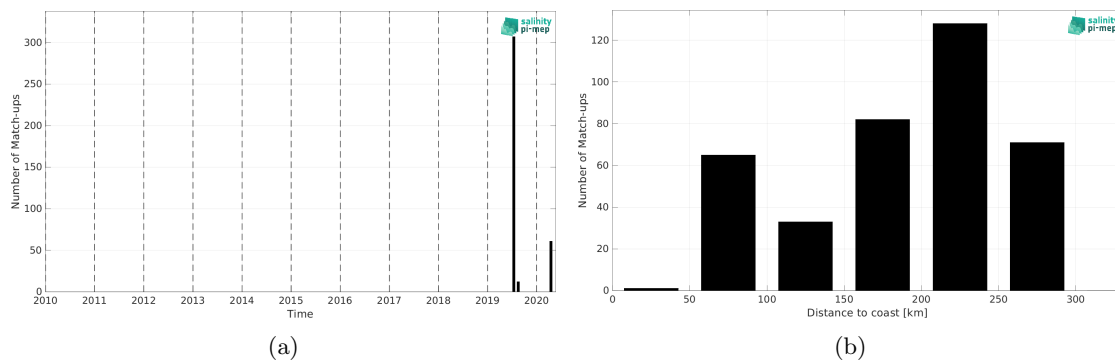 salinity
pi-mep
Number of Match-ups
300
250
200
150
100
50
0
2010 2011 2012 2013 2014 2015 2016 2017 2018 2019 2020
Time
(a)
salinity
pi-mep
Number of Match-ups
120
100
80
60
40
20
0
0 50 100 150 200 250 300
Distance to coast [km]
(b)